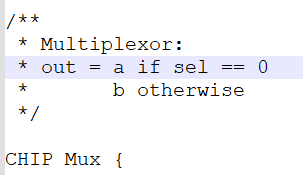 /**
 * Multiplexor:
 * out = a if sel == 0
 *       b otherwise
 */
CHIP Mux {